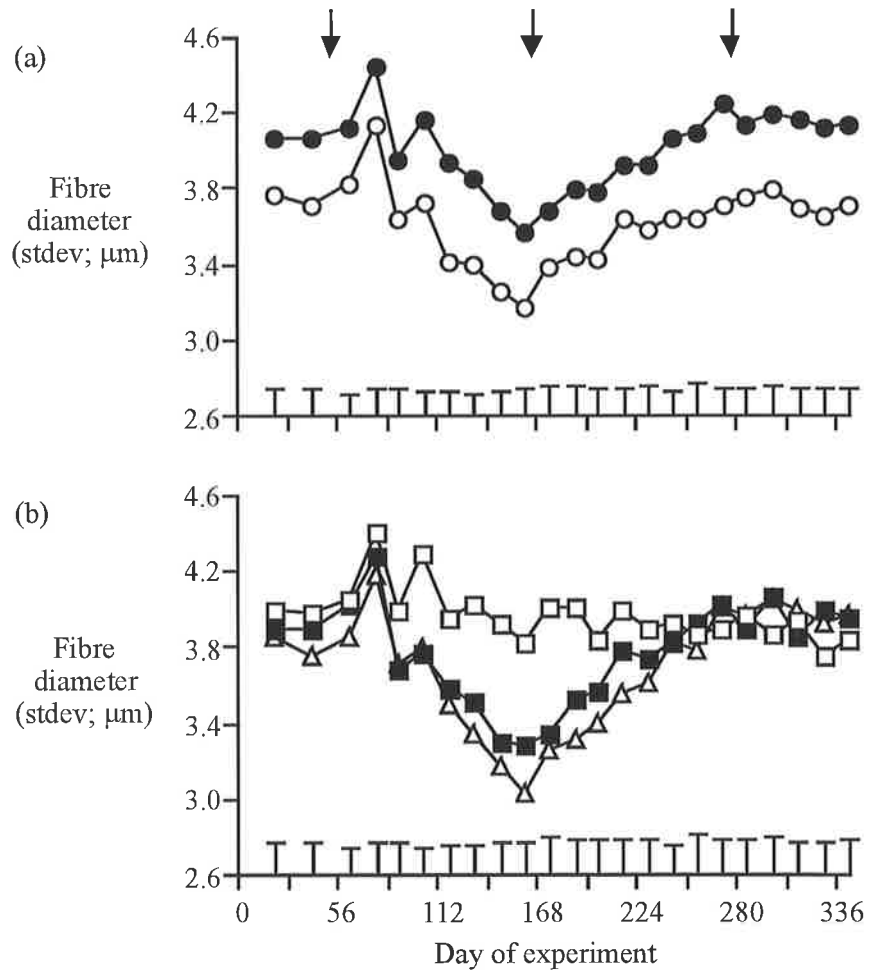 (a)
4.6
4.2
3.8
3.4
3.0
2.6
Fibre
diameter
(stdev; μm)
(b)
4.6
4.2
3.8
3.4
3.0
2.6
Fibre
diameter
(stdev; μm)
0 56 112 168 224 280 336
Day of experiment